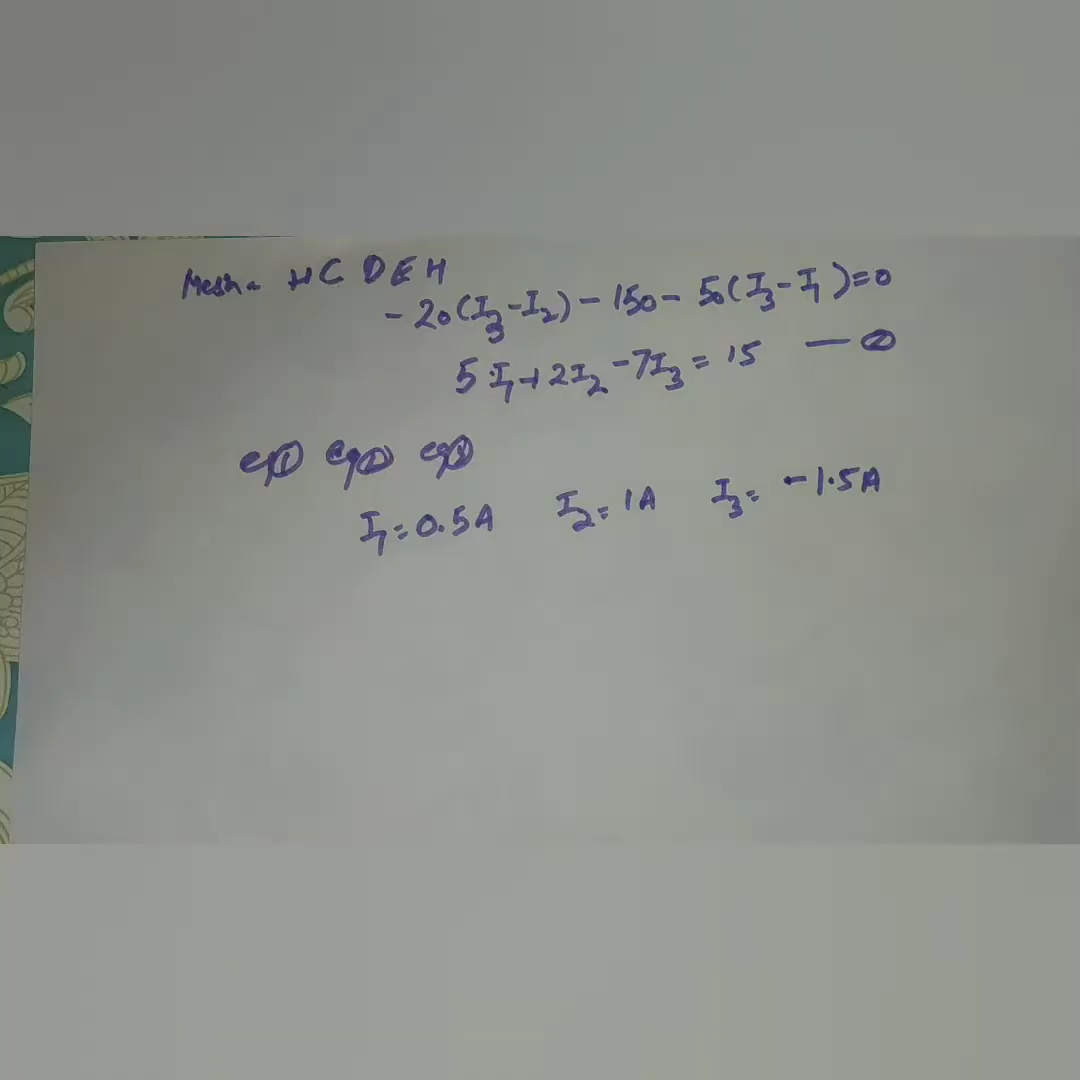 Mesh - HCDEH
- 20 (I₃ - I₂) - 150 - 50 (I₃ - I₁) = 0
5I₁ + 2I₂ - 7I₃ = 15 — ②
eq① eq② eq③
I₁ = 0.5A I₂ = 1A I₃ = -1.5A